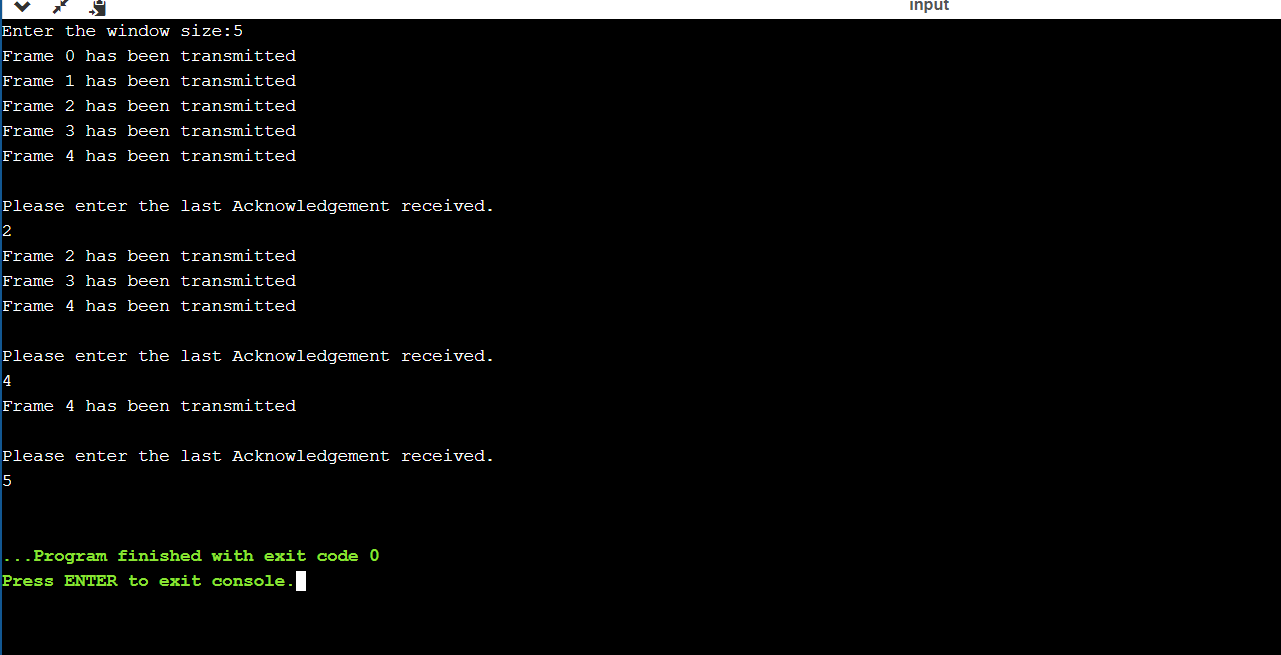 input
Enter the window size:5
Frame 0 has been transmitted
Frame 1 has been transmitted
Frame 2 has been transmitted
Frame 3 has been transmitted
Frame 4 has been transmitted
Please enter the last Acknowledgement received.
2
Frame 2 has been transmitted
Frame 3 has been transmitted
Frame 4 has been transmitted
Please enter the last Acknowledgement received.
4
Frame 4 has been transmitted
Please enter the last Acknowledgement received.
5
...Program finished with exit code 0
Press ENTER to exit console.